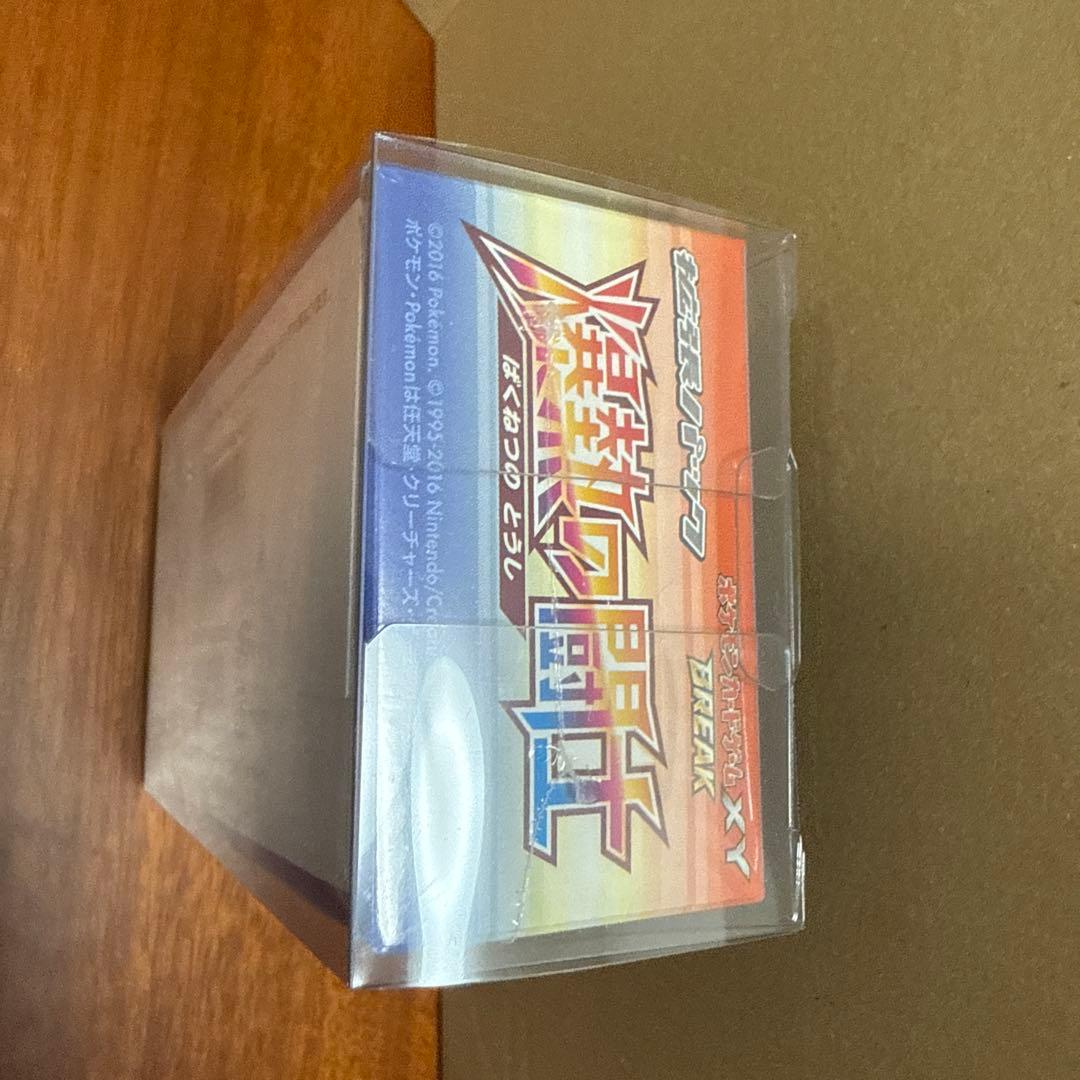 拡張パック
ポケモンカードゲーム XY
BREAK
爆熱の闘士
ばくねつの とうし
©2016 Pokémon. ©1995-2016 Nintendo/Cr
ポケモン・Pokémonは任天堂・クリーチャーズ・